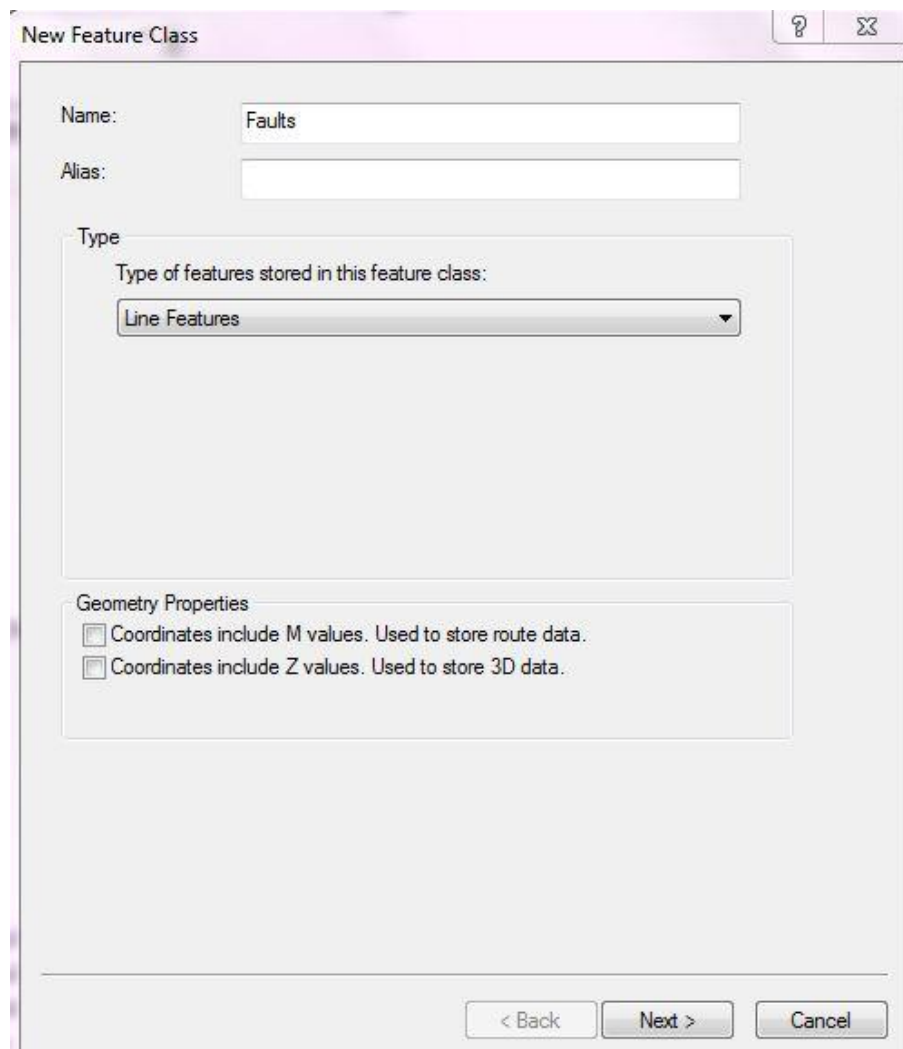 New Feature Class
?
Name:
Faults
Alias:
Type
Type of features stored in this feature class:
Line Features
Geometry Properties
Coordinates include M values. Used to store route data.
Coordinates include Z values. Used to store 3D data.
< Back
Next >
Cancel